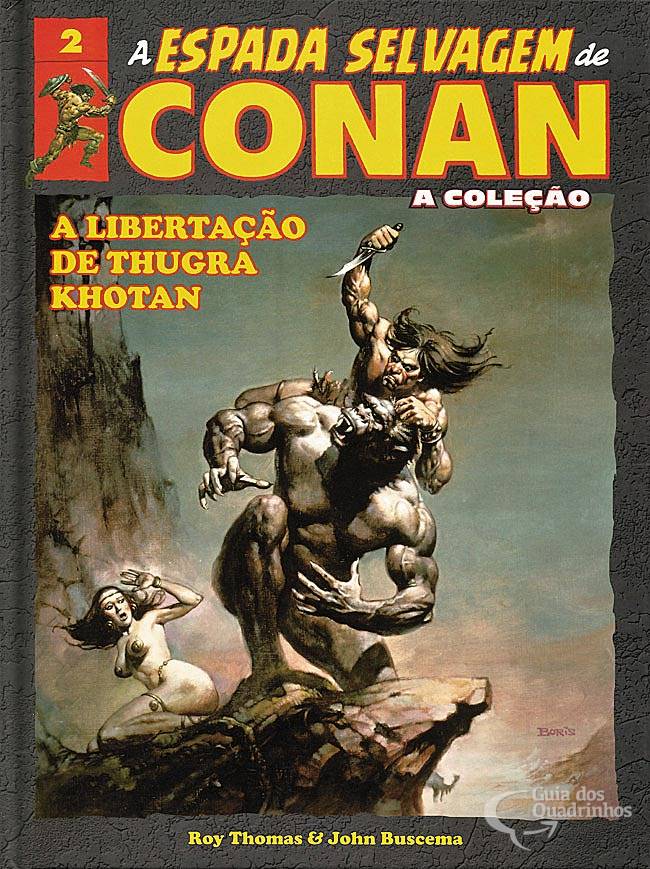 2
A ESPADA SELVAGEM de
CONAN
A COLEÇÃO
A LIBERTAÇÃO
DE THUGRA
KHOTAN
BORIS
Guia dos
Quadrinhos
Roy Thomas & John Buscema